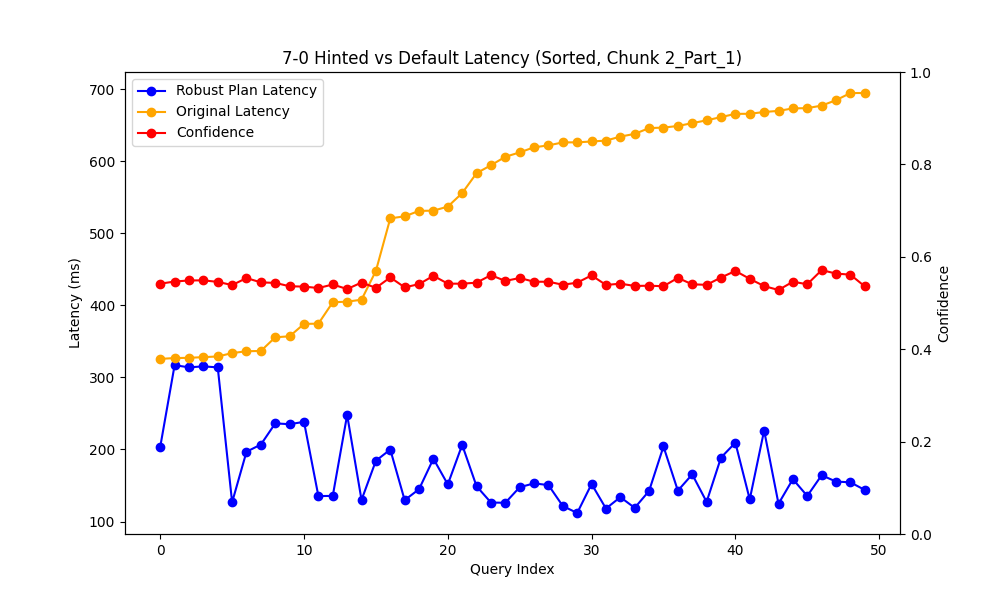 7-0 Hinted vs Default Latency (Sorted, Chunk 2_Part_1)
Robust Plan Latency
Original Latency
Confidence
Latency (ms)
700
600
500
400
300
200
100
1.0
0.8
0.6
0.4
0.2
0.0
Confidence
0 10 20 30 40 50
Query Index